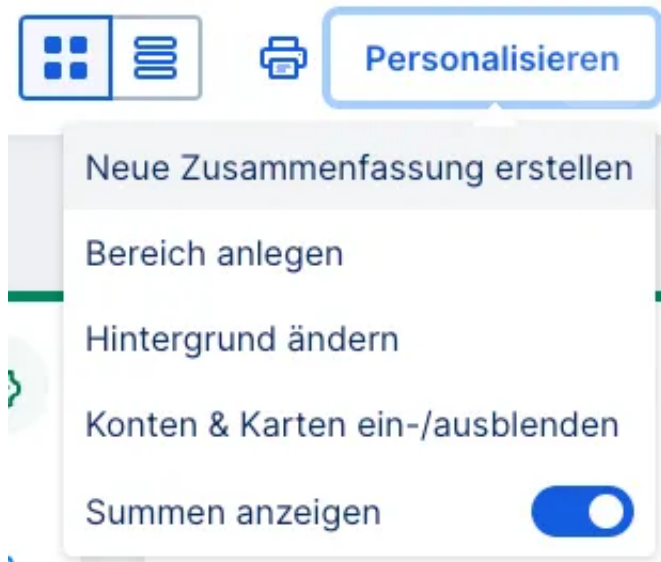 Personalisieren
Neue Zusammenfassung erstellen
Bereich anlegen
Hintergrund ändern
Konten & Karten ein-/ausblenden
Summen anzeigen